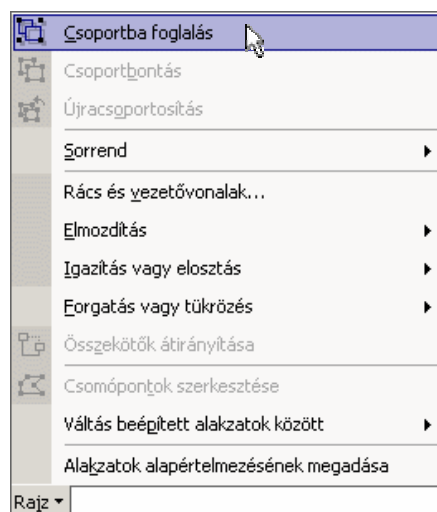 Csoportba foglalás
Csoportbontás
Újracsoportosítás
Sorrend
Rács és vezetővonalak...
Elmozdítás
Igazítás vagy elosztás
Forgatás vagy tükrözés
Összekötők átirányítása
Csomópontok szerkesztése
Váltás beépített alakzatok között
Alakzatok alapértelmezésének megadása
Rajz